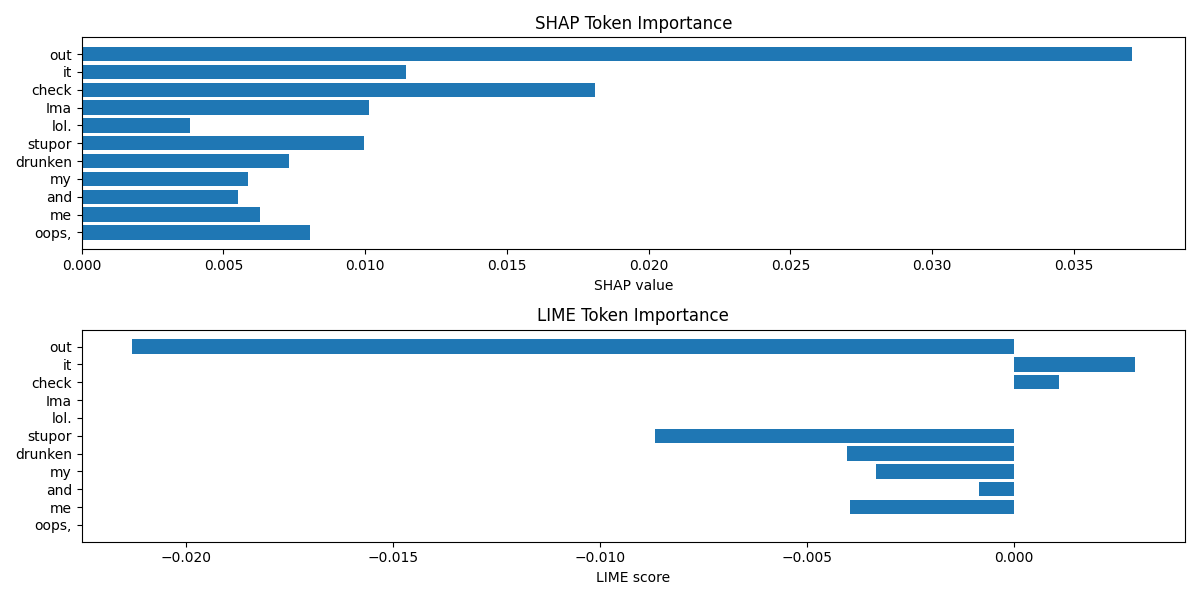 SHAP Token Importance
out
it
check
Ima
lol.
stupor
drunken
my
and
me
oops,
0.000 0.005 0.010 0.015 0.020 0.025 0.030 0.035
SHAP value
LIME Token Importance
out
it
check
Ima
lol.
stupor
drunken
my
and
me
oops,
−0.020 −0.015 −0.010 −0.005 0.000
LIME score